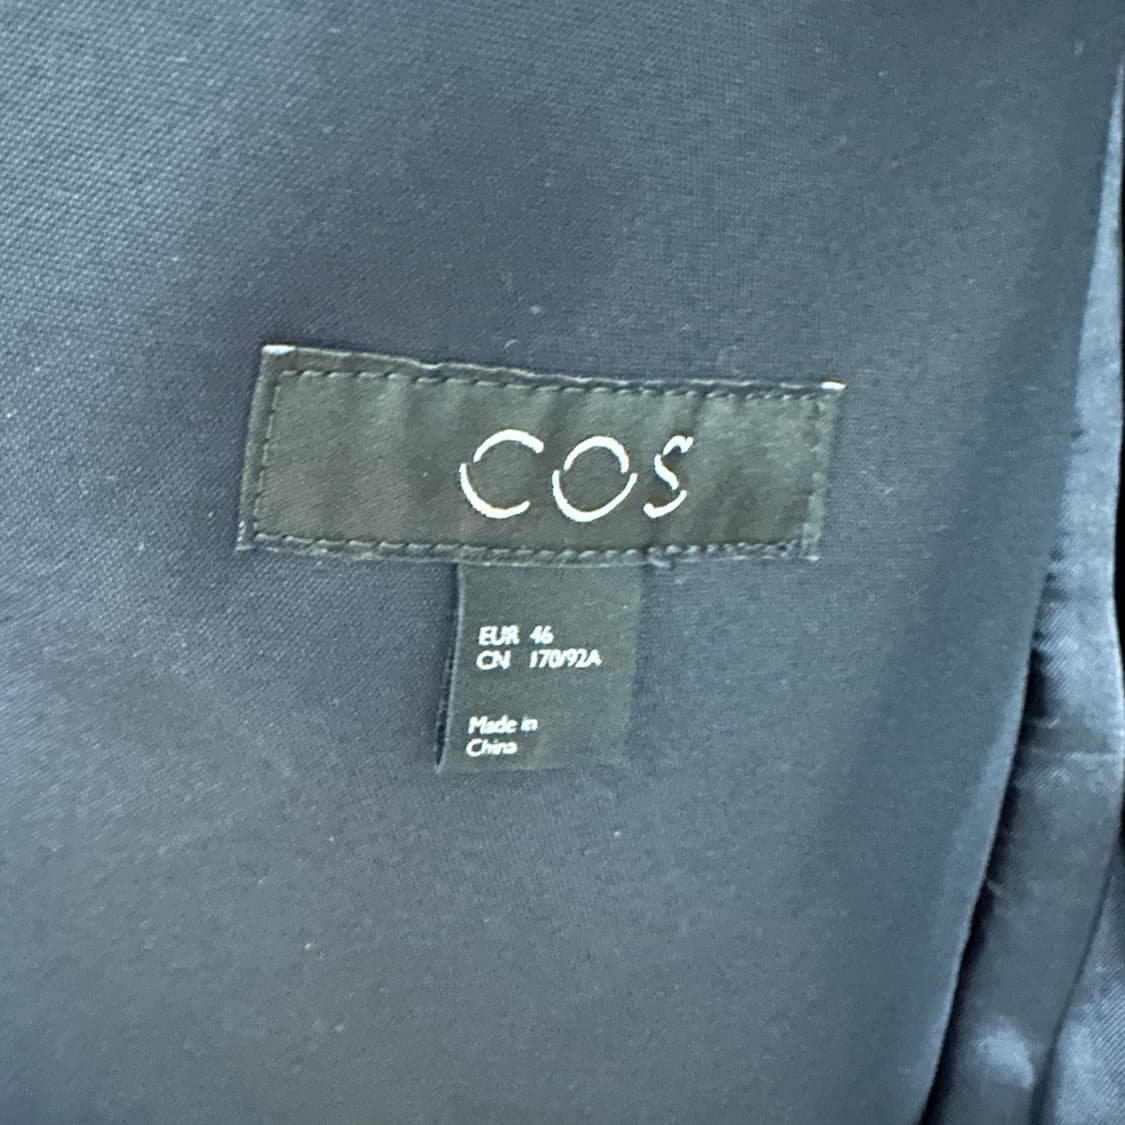 COS
EUR 46
CN 170/92A
Made in
China